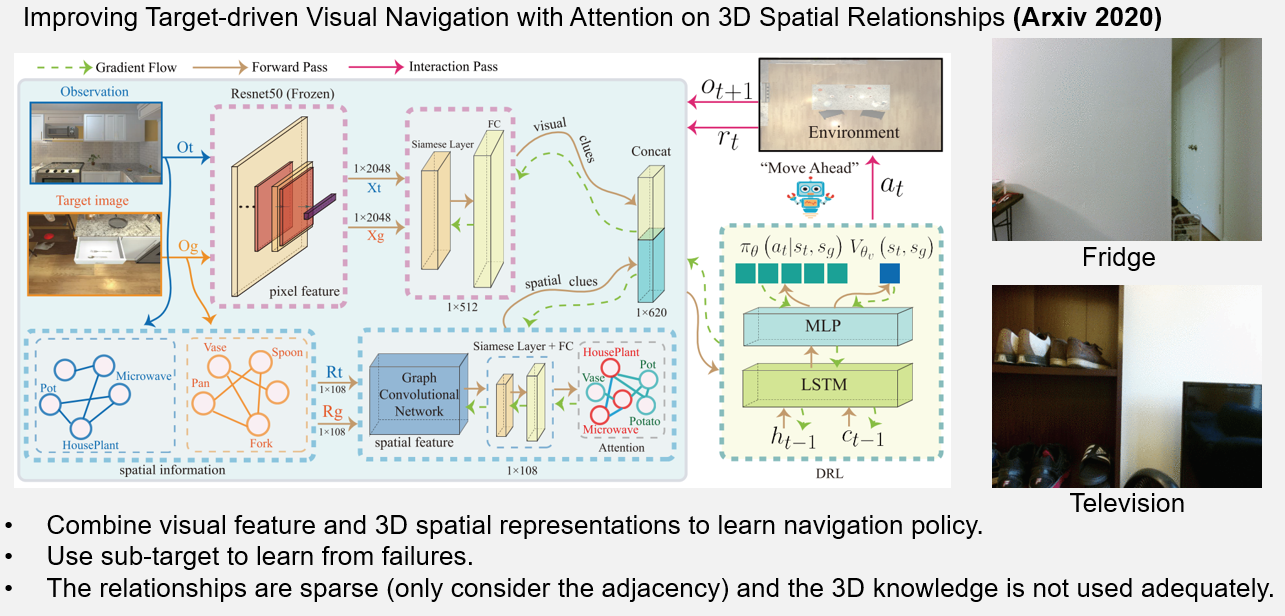 Improving Target-driven Visual Navigation with Attention on 3D Spatial Relationships (Arxiv 2020)
Gradient Flow
Forward Pass
Interaction Pass
Observation
Ot
Target image
Og
Resnet50 (Frozen)
pixel feature
1×2048
Xt
1×2048
Xg
Siamese Layer
FC
1×512
visual clues
spatial clues
Concat
1×620
Pot
Microwave
HousePlant
Vase
Spoon
Pan
Fork
spatial information
Rt
1×108
Rg
1×108
Graph
Convolutional
Network
spatial feature
Siamese Layer + FC
HousePlant
Pot
Vase
Potato
Microwave
Attention
1×108
o_{t+1}
r_t
Environment
"Move Ahead"
a_t
π_θ (a_t|s_t, s_g) V_{θ_v} (s_t, s_g)
MLP
LSTM
h_{t−1}
c_{t−1}
DRL
Fridge
Television
• Combine visual feature and 3D spatial representations to learn navigation policy.
• Use sub-target to learn from failures.
• The relationships are sparse (only consider the adjacency) and the 3D knowledge is not used adequately.